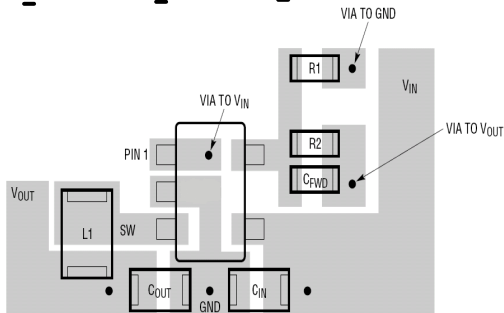 VIA TO GND
R1
VIN
VIA TO VIN
VIA TO VOUT
PIN 1
R2
CFWD
VOUT
L1
SW
COUT
GND
CIN